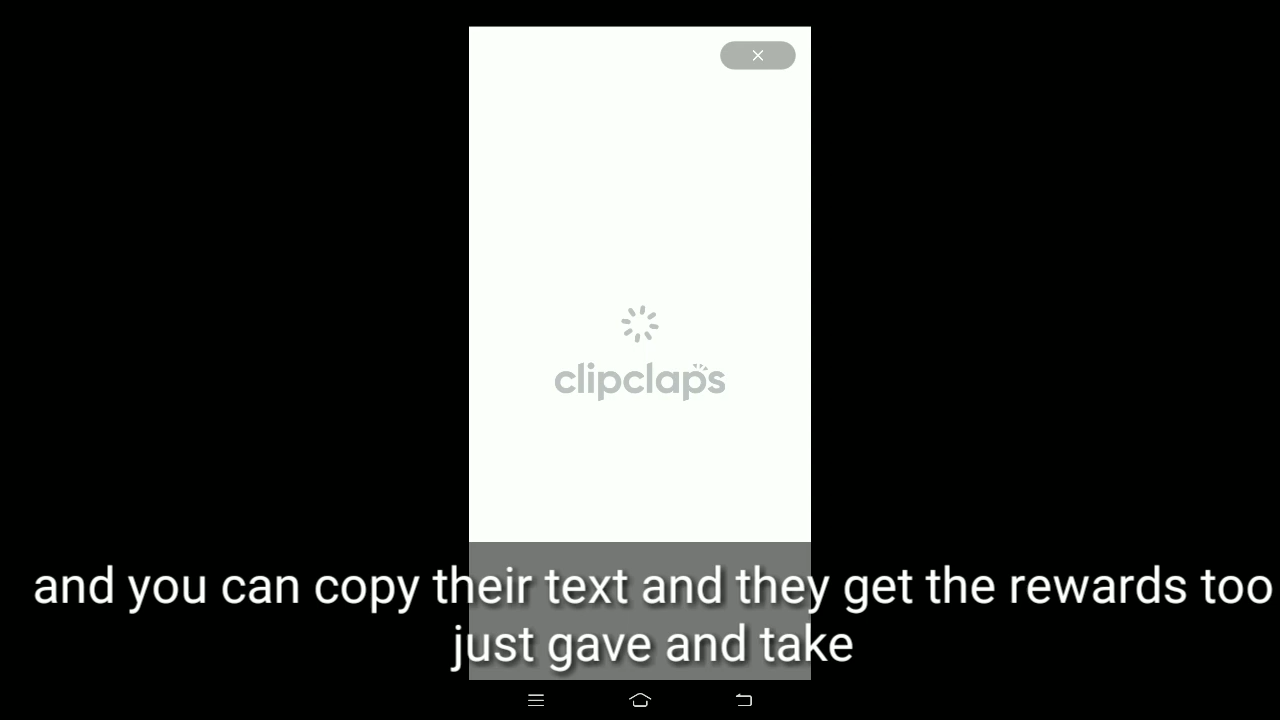 clipclaps
and you can copy their text and they get the rewards too
just gave and take